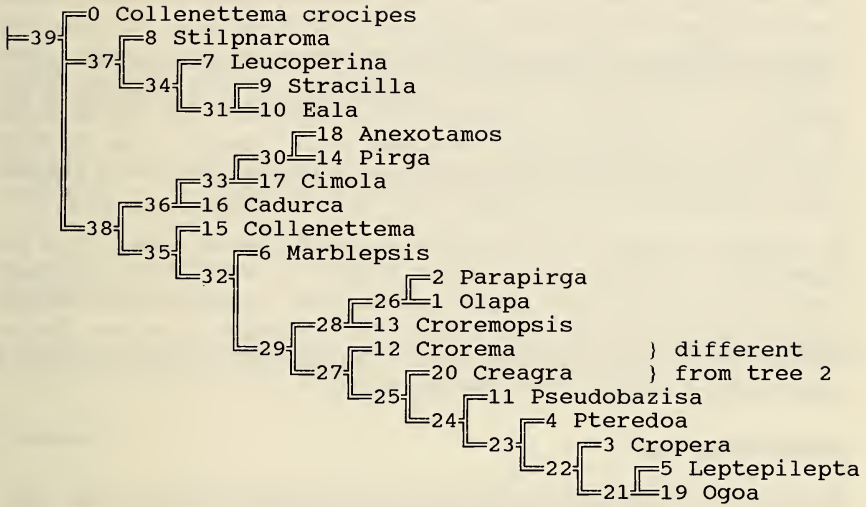 0 Collenettema crocipes
39 8 Stilpnaroma
37 7 Leucoperina
34 9 Stracilla
31 10 Eala
18 Anexotamos
30 14 Pirga
33 17 Cimola
36 16 Cadurca
38 15 Collenettema
35 6 Marblepsis
32 2 Parapirga
26 1 Olapa
28 13 Croremopsis
29 12 Crorema } different
27 20 Creagra } from tree 2
25 11 Pseudobazisa
24 4 Pteredoa
23 3 Cropera
22 5 Leptepilepta
21 19 Ogoa